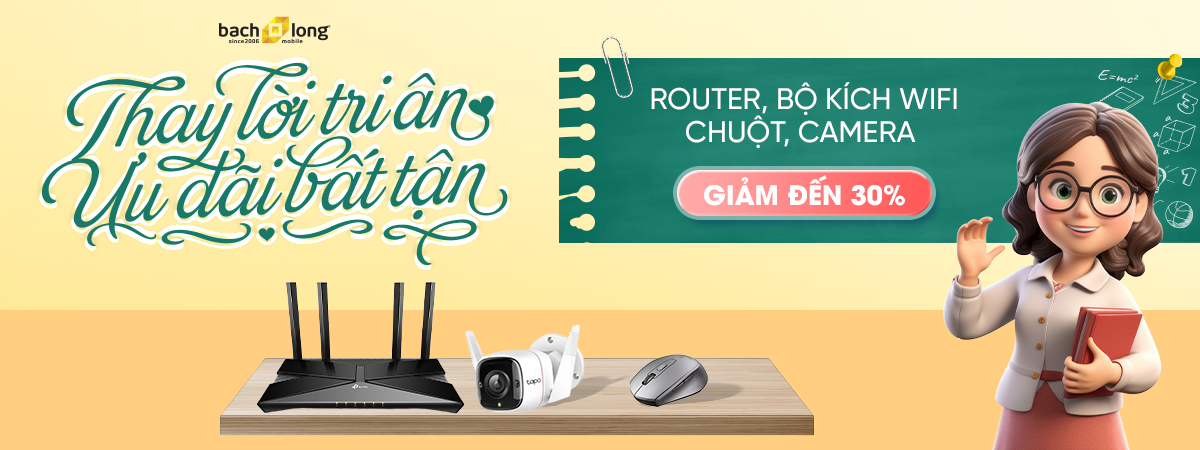 bach long
since2006 mobile
Thay lời tri ân
Ưu đãi bất tận
ROUTER, BỘ KÍCH WIFI
CHUỘT, CAMERA
GIẢM ĐẾN 30%
E=mc²
3
a
a
a
tapo